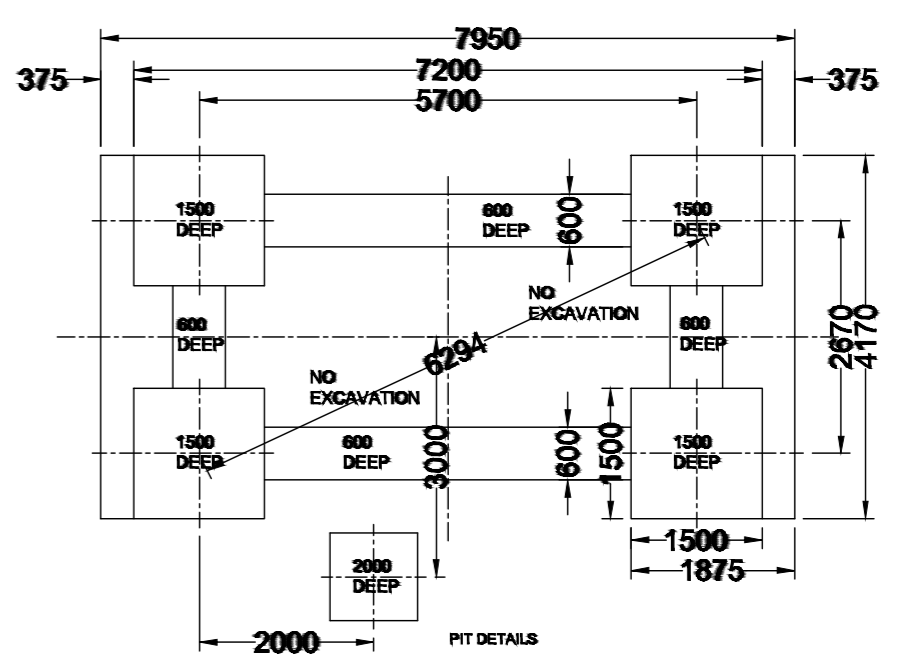 7950
7200
375
375
5700
1500
DEEP
600
DEEP
600
1500
DEEP
NO
EXCAVATION
600
DEEP
600
DEEP
2670
4170
6294
NO
EXCAVATION
1500
DEEP
600
DEEP
3000
600
1500
1500
DEEP
1500
1875
2000
DEEP
2000
PIT DETAILS